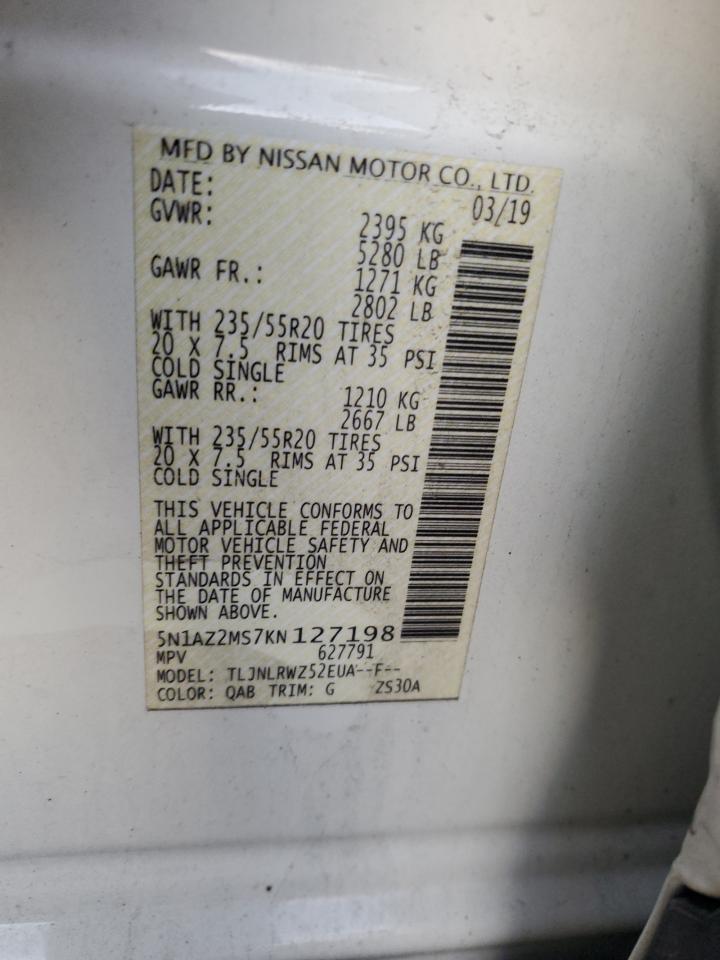 MFD BY NISSAN MOTOR CO., LTD.
DATE: 03/19
GVWR: 2395 KG
5280 LB
GAWR FR.: 1271 KG
2802 LB
WITH 235/55R20 TIRES
20 X 7.5 RIMS AT 35 PSI
COLD SINGLE
GAWR RR.: 1210 KG
2667 LB
WITH 235/55R20 TIRES
20 X 7.5 RIMS AT 35 PSI
COLD SINGLE
THIS VEHICLE CONFORMS TO
ALL APPLICABLE FEDERAL
MOTOR VEHICLE SAFETY AND
THEFT PREVENTION
STANDARDS IN EFFECT ON
THE DATE OF MANUFACTURE
SHOWN ABOVE.
5N1AZ2MS7KN127198
MPV 627791
MODEL: TLJNLRWZ52EUA--F--
COLOR: QAB TRIM: G ZS30A